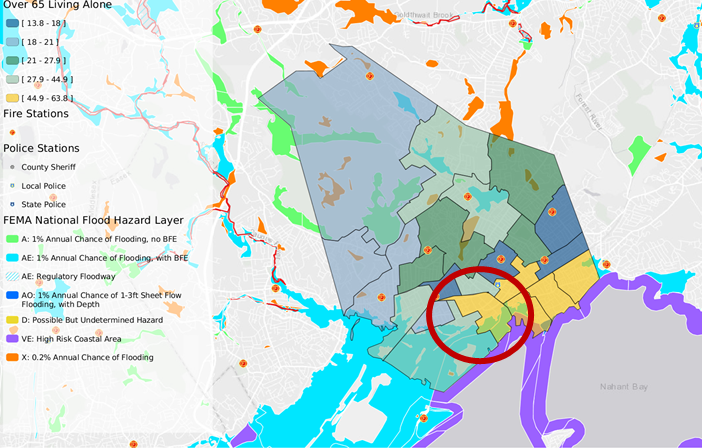 Over 65 Living Alone
[ 13.8 - 18 ]
[ 18 - 21 ]
[ 21 - 27.9 ]
[ 27.9 - 44.9 ]
[ 44.9 - 63.8 ]
Fire Stations
Police Stations
County Sheriff
Local Police
State Police
FEMA National Flood Hazard Layer
A: 1% Annual Chance of Flooding, no BFE
AE: 1% Annual Chance of Flooding, with BFE
AE: Regulatory Floodway
AO: 1% Annual Chance of 1-3ft Sheet Flow
Flooding, with Depth
D: Possible But Undetermined Hazard
VE: High Risk Coastal Area
X: 0.2% Annual Chance of Flooding
Goldthwait Brook
Forest River
Nahant Bay